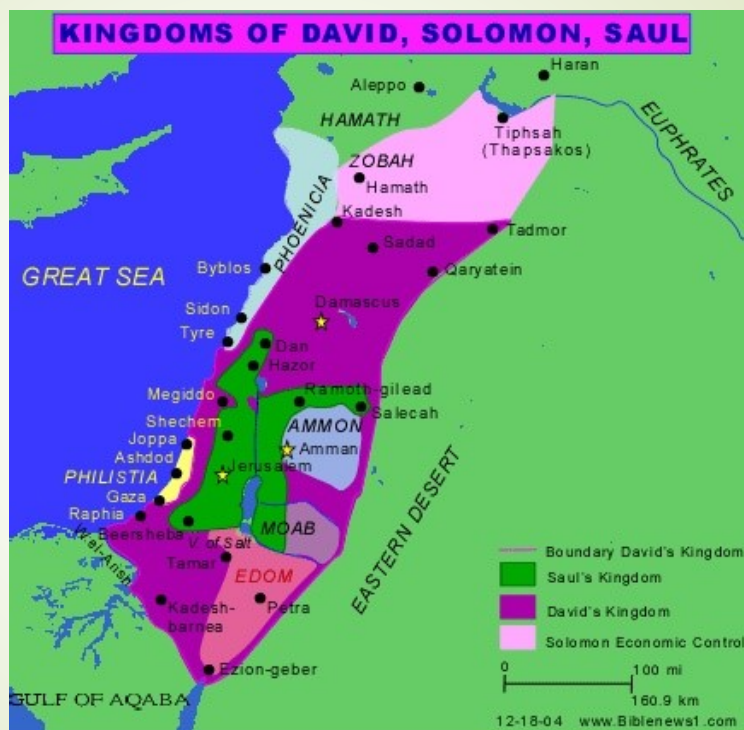 KINGDOMS OF DAVID, SOLOMON, SAUL
Haran
Aleppo
HAMATH
Tiphsah
(Thapsakos)
EUPHRATES
ZOBAH
Hamath
PHOENICIA
Kadesh
Tadmor
Sadad
GREAT SEA
Byblos
Qaryatein
Damascus
Sidon
Tyre
Dan
Hazor
Megiddo
Ramoth-gilead
Salecah
Shechem
AMMON
Joppa
Amman
Ashdod
Jerusalem
PHILISTIA
Gaza
EASTERN DESERT
Raphia
MOAB
Beersheba
V. of Salt
W.el-Arish
Tamar
EDOM
Kadesh-
barnea
Petra
Ezion-geber
GULF OF AQABA
Boundary David's Kingdom
Saul's Kingdom
David's Kingdom
Solomon Economic Control
0 100 mi
160.9 km
12-18-04 www.Biblenews1.com